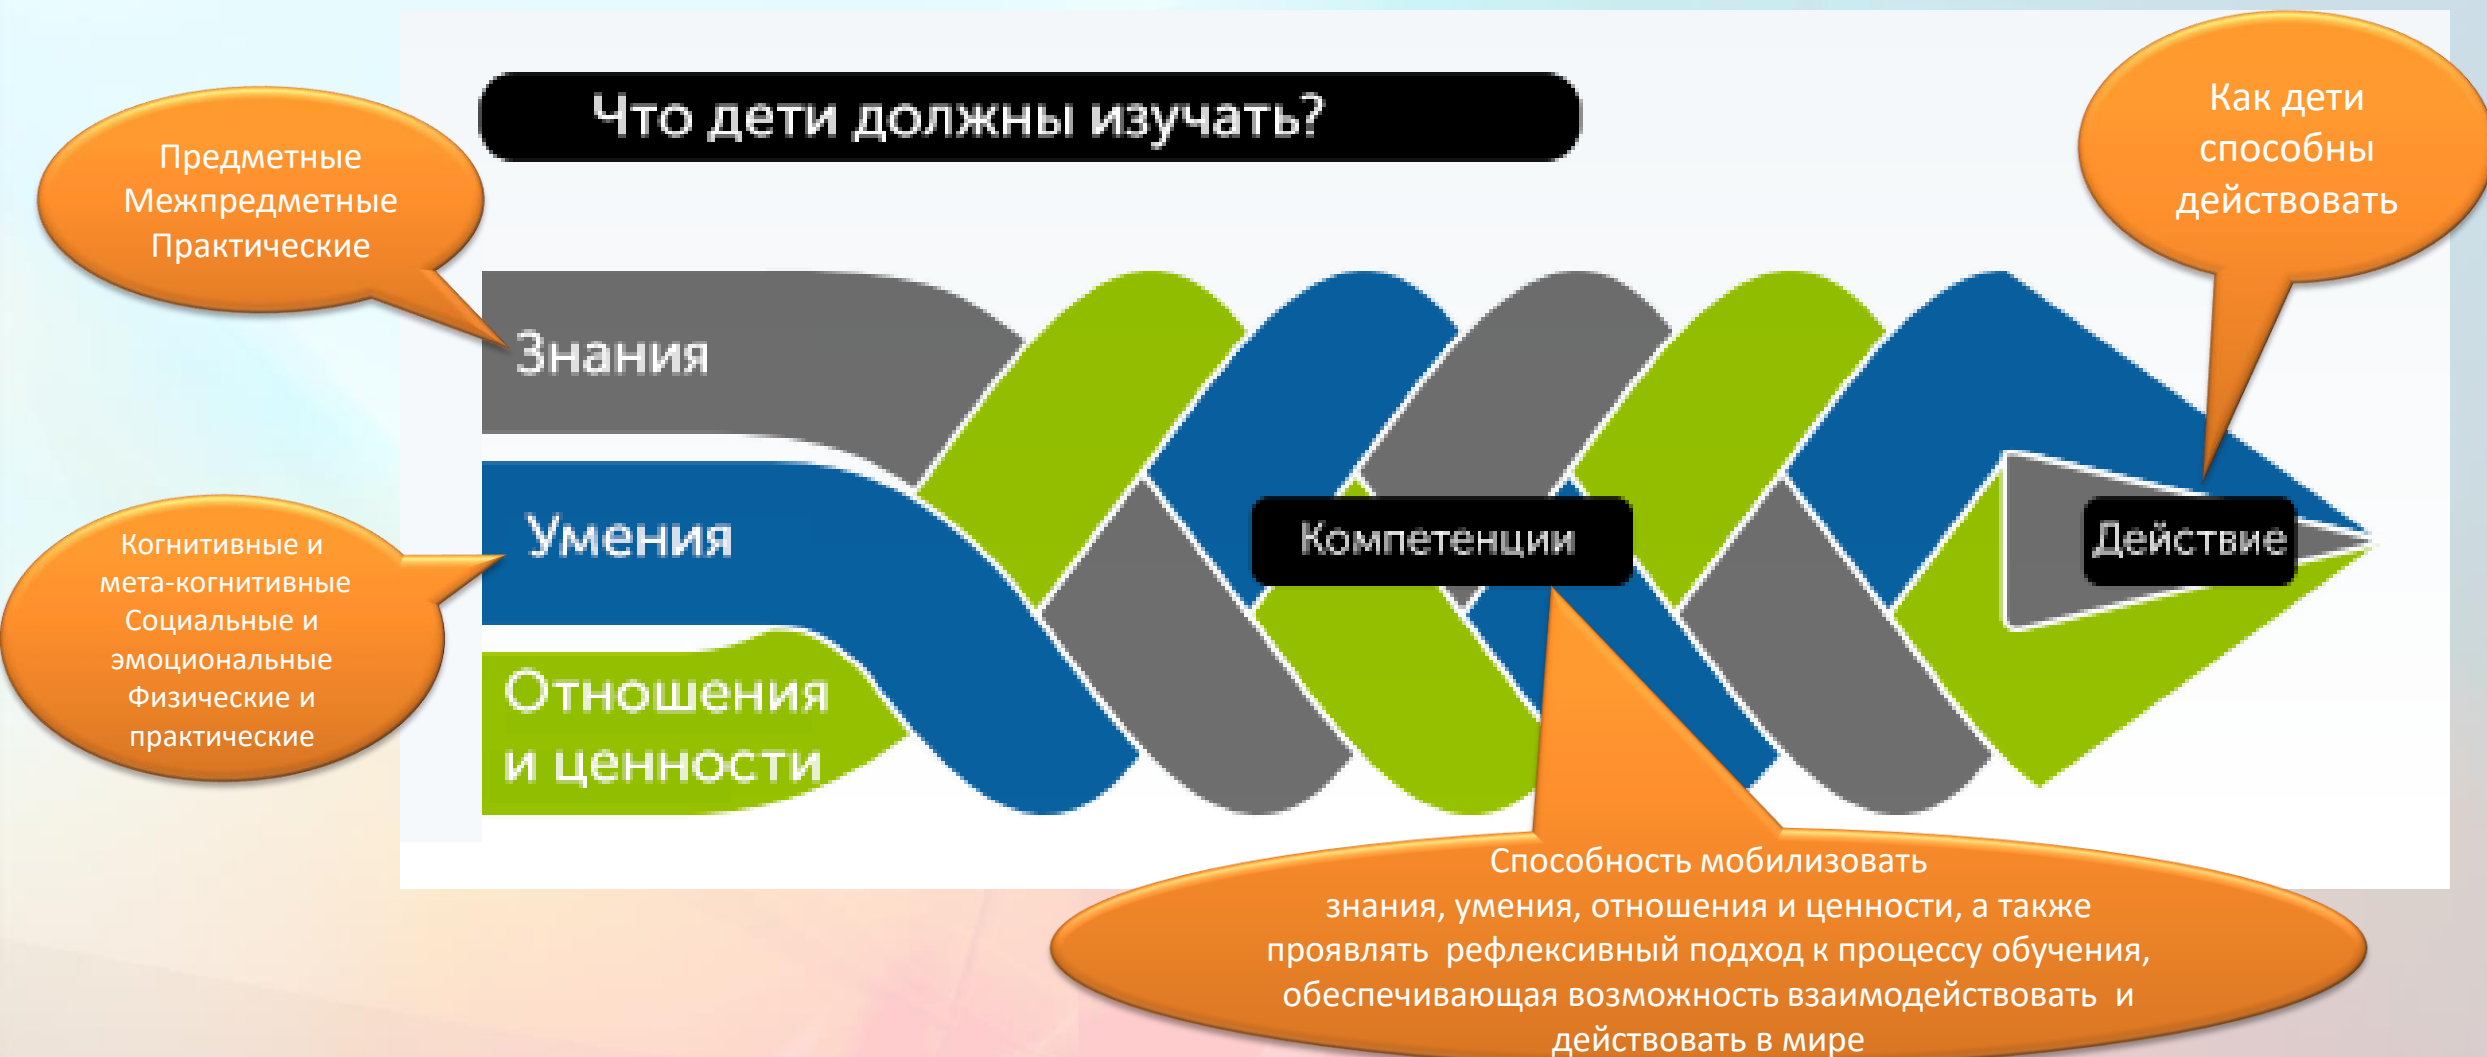 Что дети должны изучать?
Как дети
способны
действовать
Предметные
Межпредметные
Практические
Знания
Умения
Компетенции
Действие
Когнитивные и
мета-когнитивные
Социальные и
эмоциональные
Физические и
практические
Отношения
и ценности
Способность мобилизовать
знания, умения, отношения и ценности, а также
проявлять рефлексивный подход к процессу обучения,
обеспечивающая возможность взаимодействовать и
действовать в мире